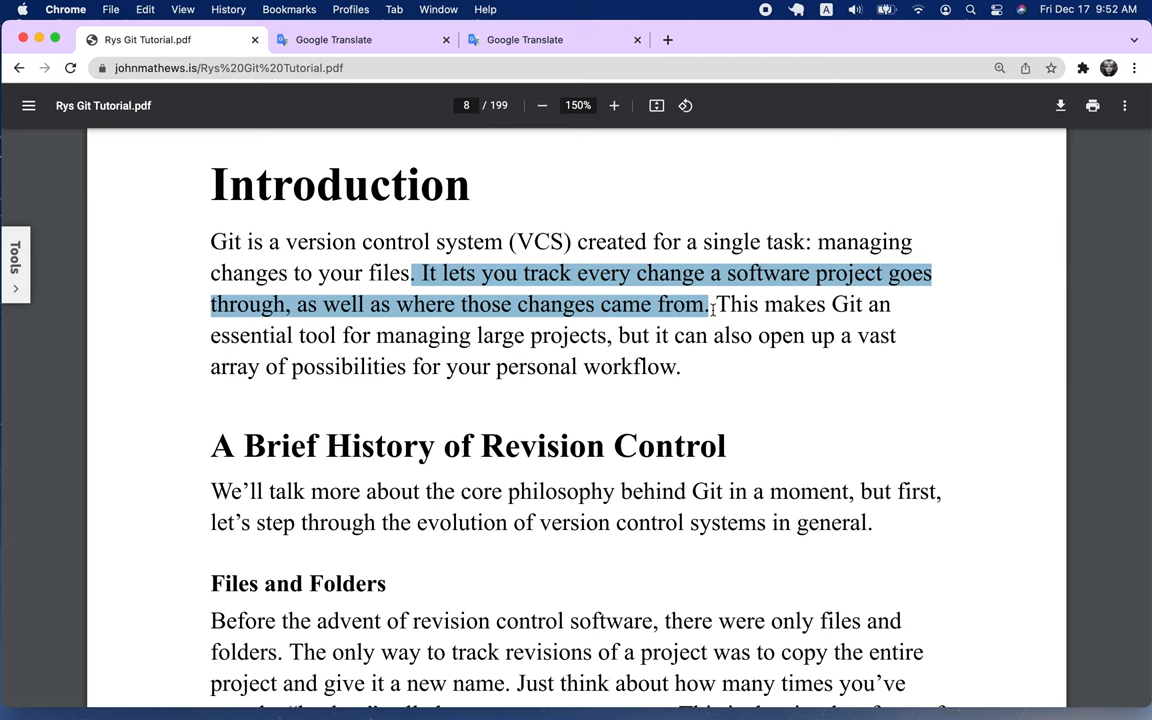 Chrome File Edit View History Bookmarks Profiles Tab Window Help A Fri Dec 17 9:52 AM
Rys Git Tutorial.pdf Google Translate Google Translate
johnmathews.is/Rys%20Git%20Tutorial.pdf
Rys Git Tutorial.pdf 8 / 199 150%
Tools
Introduction
Git is a version control system (VCS) created for a single task: managing
changes to your files. It lets you track every change a software project goes
through, as well as where those changes came from. This makes Git an
essential tool for managing large projects, but it can also open up a vast
array of possibilities for your personal workflow.
A Brief History of Revision Control
We’ll talk more about the core philosophy behind Git in a moment, but first,
let’s step through the evolution of version control systems in general.
Files and Folders
Before the advent of revision control software, there were only files and
folders. The only way to track revisions of a project was to copy the entire
project and give it a new name. Just think about how many times you’ve